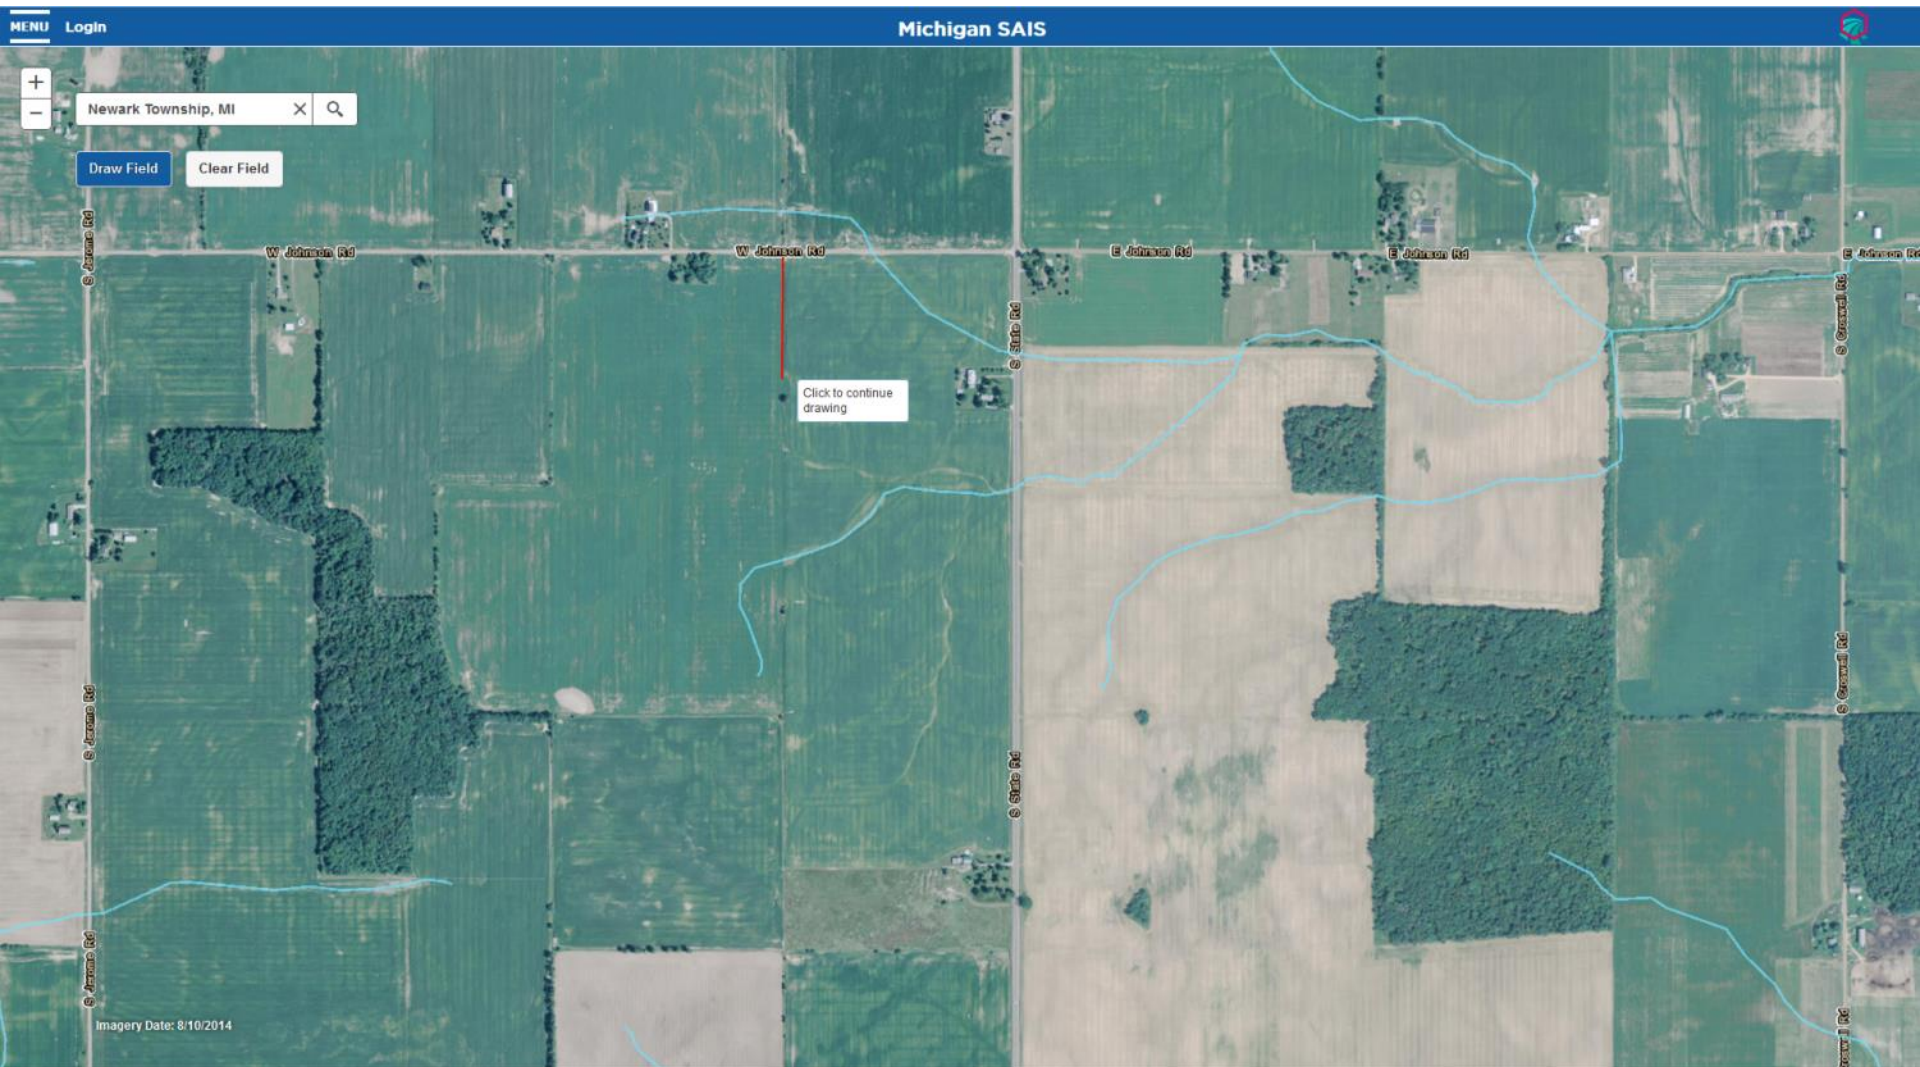 MENU Login
Michigan SAIS
+
Newark Township, MI
−
Draw Field
Clear Field
S Jerome Rd
W Johnson Rd
W Johnson Rd
E Johnson Rd
E Johnson Rd
E Johnson Rd
S State Rd
S Croswell Rd
Click to continue
drawing
S Jerome Rd
S State Rd
S Croswell Rd
S Jerome Rd
Imagery Date: 8/10/2014